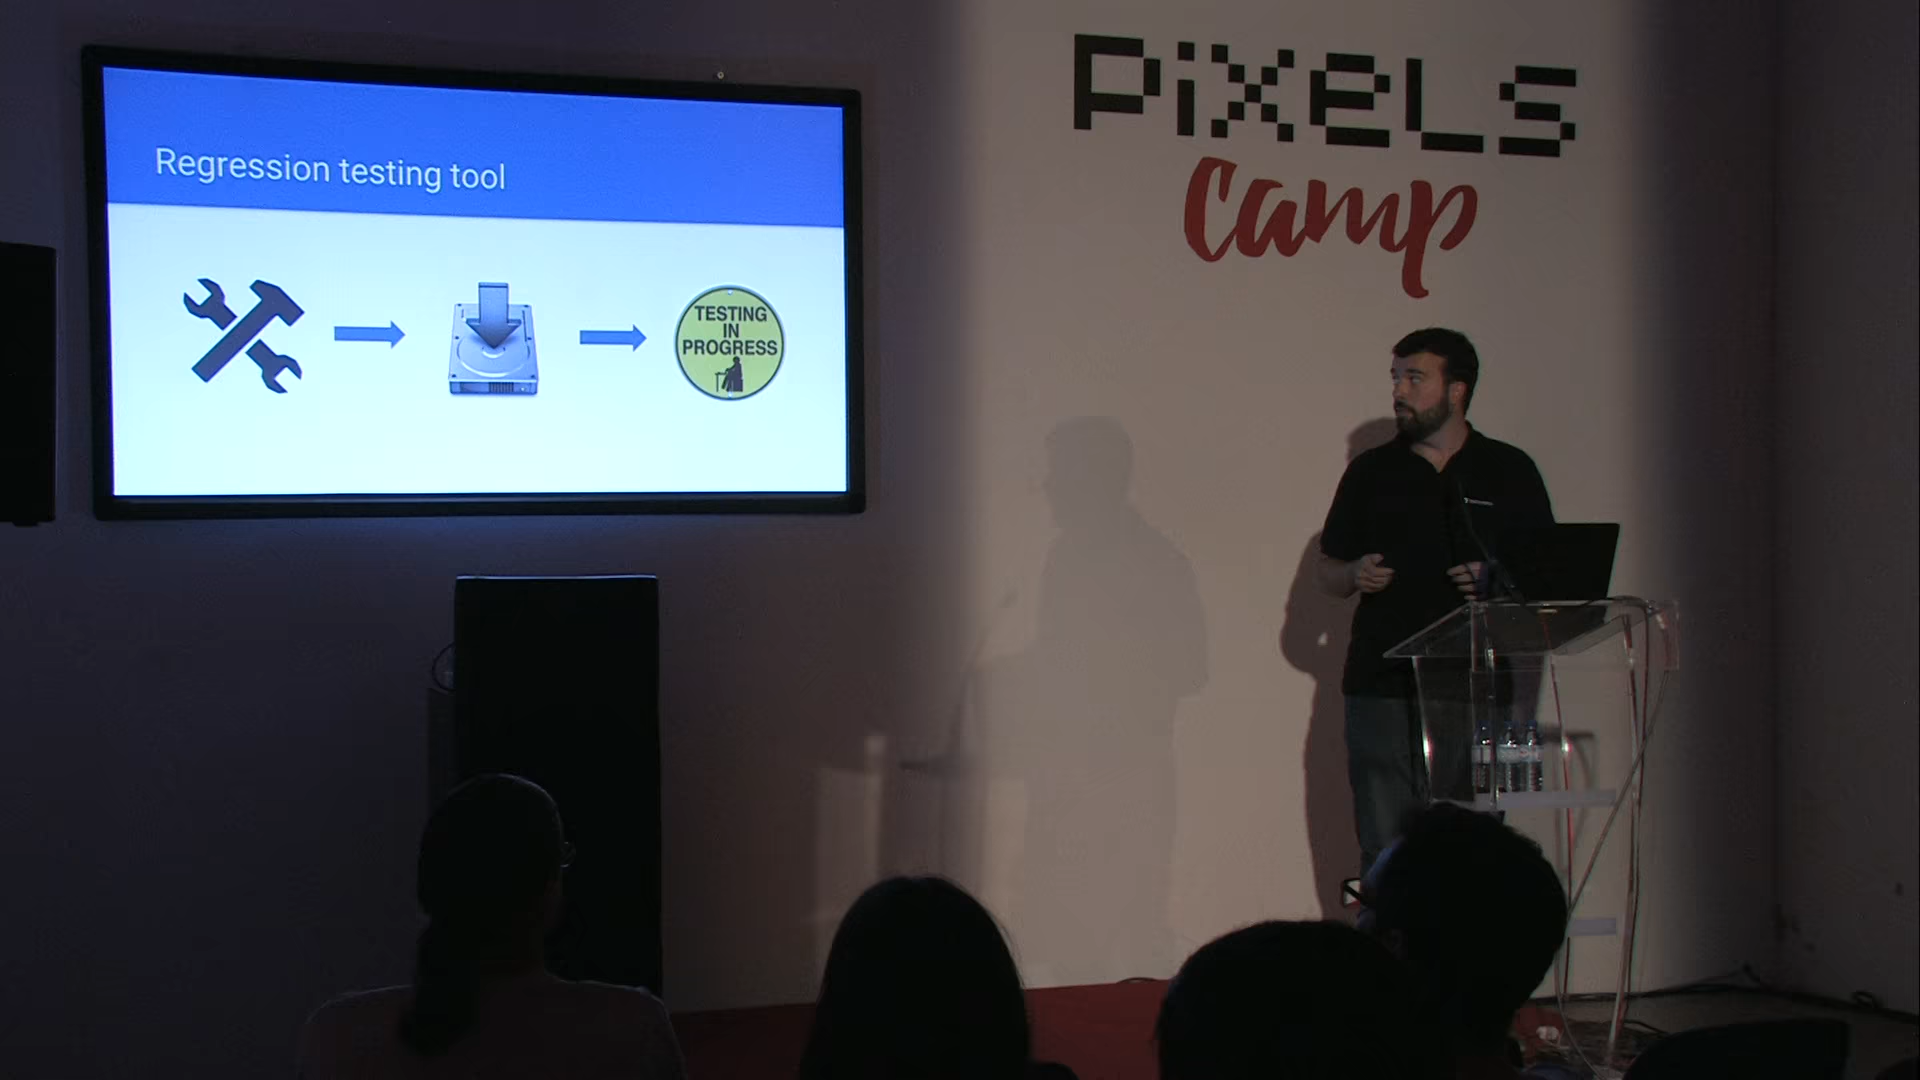 Regression testing tool
TESTING
IN
PROGRESS
PixELS
Camp